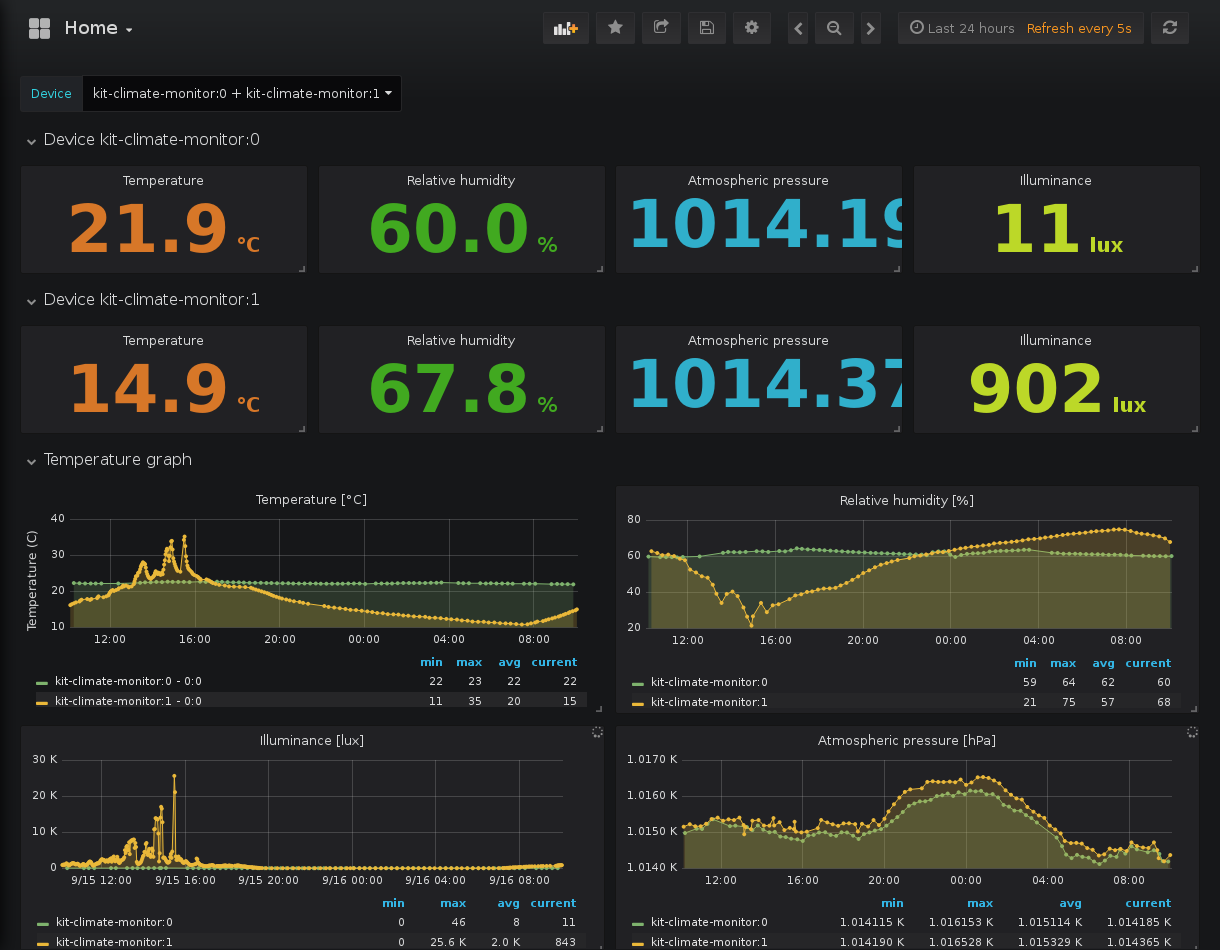 Home
Last 24 hours Refresh every 5s
Device kit-climate-monitor:0 + kit-climate-monitor:1
Device kit-climate-monitor:0
Temperature Relative humidity Atmospheric pressure Illuminance
21.9 °C 60.0 % 1014.19 11 lux
Device kit-climate-monitor:1
Temperature Relative humidity Atmospheric pressure Illuminance
14.9 °C 67.8 % 1014.37 902 lux
Temperature graph
Temperature [°C]
Temperature (C)
40
30
20
10
12:00 16:00 20:00 00:00 04:00 08:00
min max avg current
kit-climate-monitor:0 - 0:0 22 23 22 22
kit-climate-monitor:1 - 0:0 11 35 20 15
Relative humidity [%]
80
60
40
20
12:00 16:00 20:00 00:00 04:00 08:00
min max avg current
kit-climate-monitor:0 59 64 62 60
kit-climate-monitor:1 21 75 57 68
Illuminance [lux]
30 K
20 K
10 K
0
9/15 12:00 9/15 16:00 9/15 20:00 9/16 00:00 9/16 04:00 9/16 08:00
min max avg current
kit-climate-monitor:0 0 46 8 11
kit-climate-monitor:1 0 25.6 K 2.0 K 843
Atmospheric pressure [hPa]
1.0170 K
1.0160 K
1.0150 K
1.0140 K
12:00 16:00 20:00 00:00 04:00 08:00
min max avg current
kit-climate-monitor:0 1.014115 K 1.016153 K 1.015114 K 1.014185 K
kit-climate-monitor:1 1.014190 K 1.016528 K 1.015329 K 1.014365 K